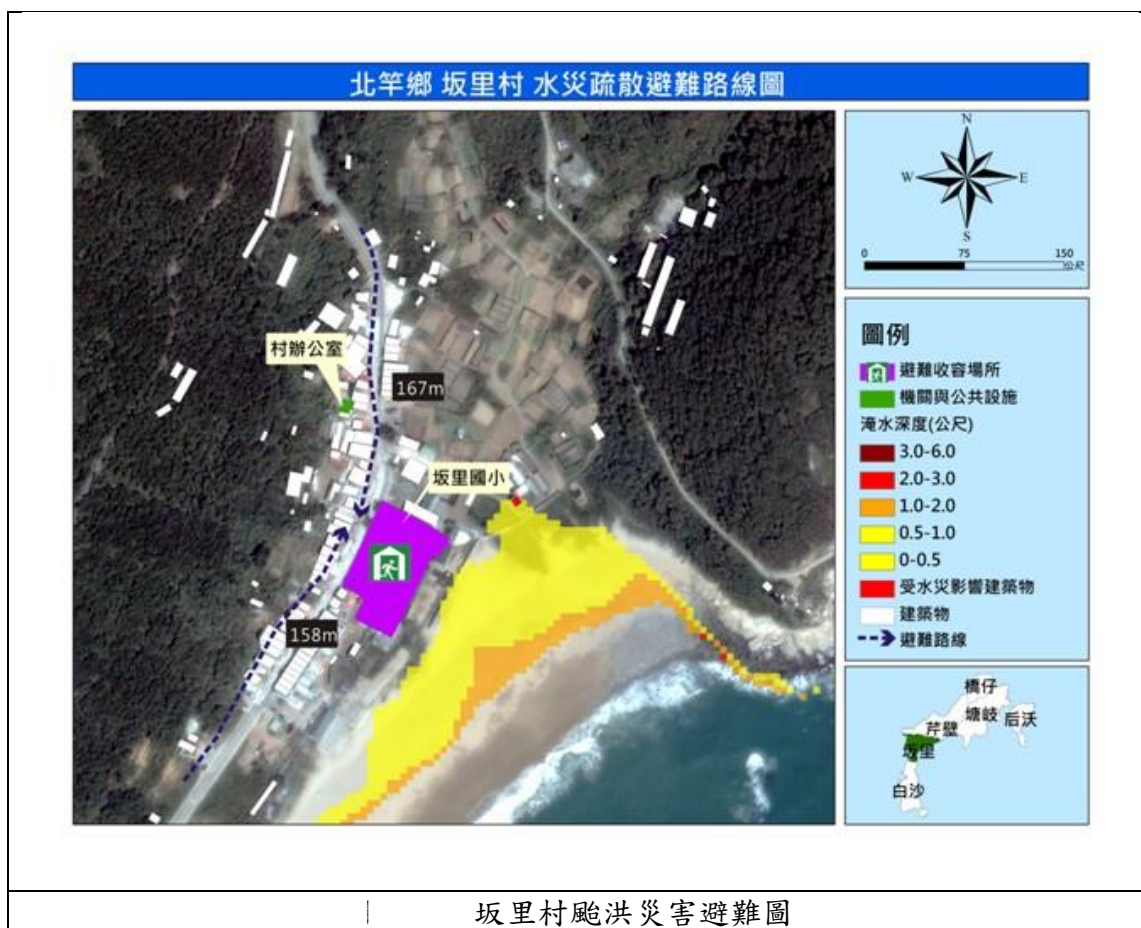 北竿鄉 坂里村 水災疏散避難路線圖
N
W
E
S
0
75
150
公尺
村辦公室
167m
坂里國小
158m
圖例
避難收容場所
機關與公共設施
淹水深度(公尺)
3.0-6.0
2.0-3.0
1.0-2.0
0.5-1.0
0-0.5
受水災影響建築物
建築物
避難路線
橋仔
塘岐
后沃
芹壁
坂里
白沙
坂里村颱洪災害避難圖